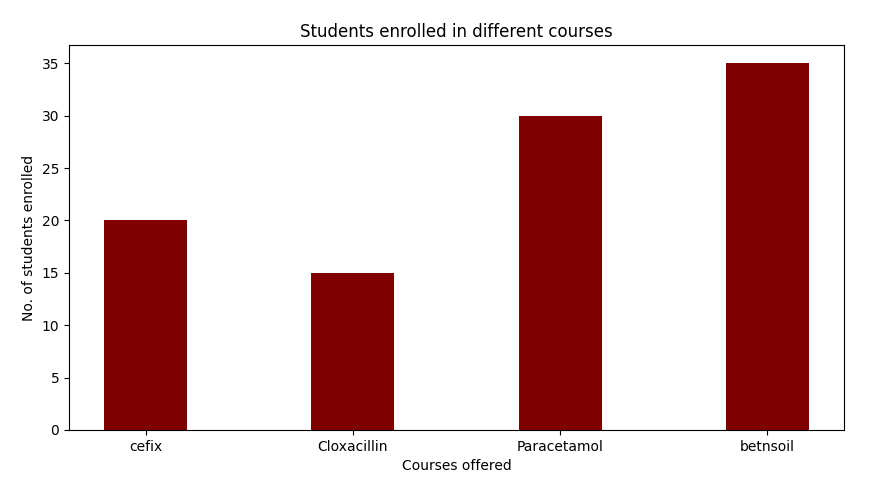 Students enrolled in different courses
No. of students enrolled
35
30
25
20
15
10
5
0
cefix Cloxacillin Paracetamol betnsoil
Courses offered